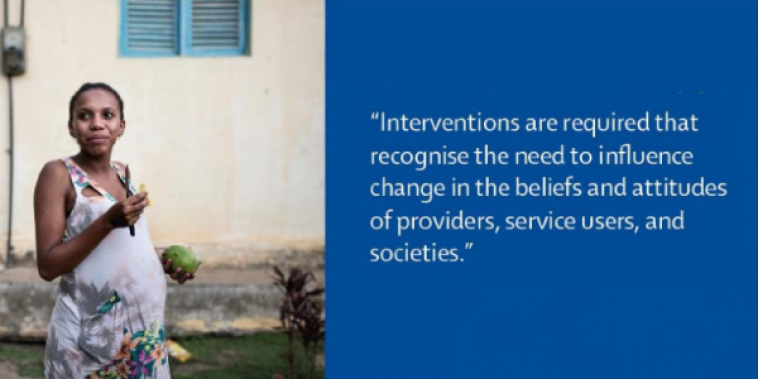 “Interventions are required that
recognise the need to influence
change in the beliefs and attitudes
of providers, service users, and
societies.”